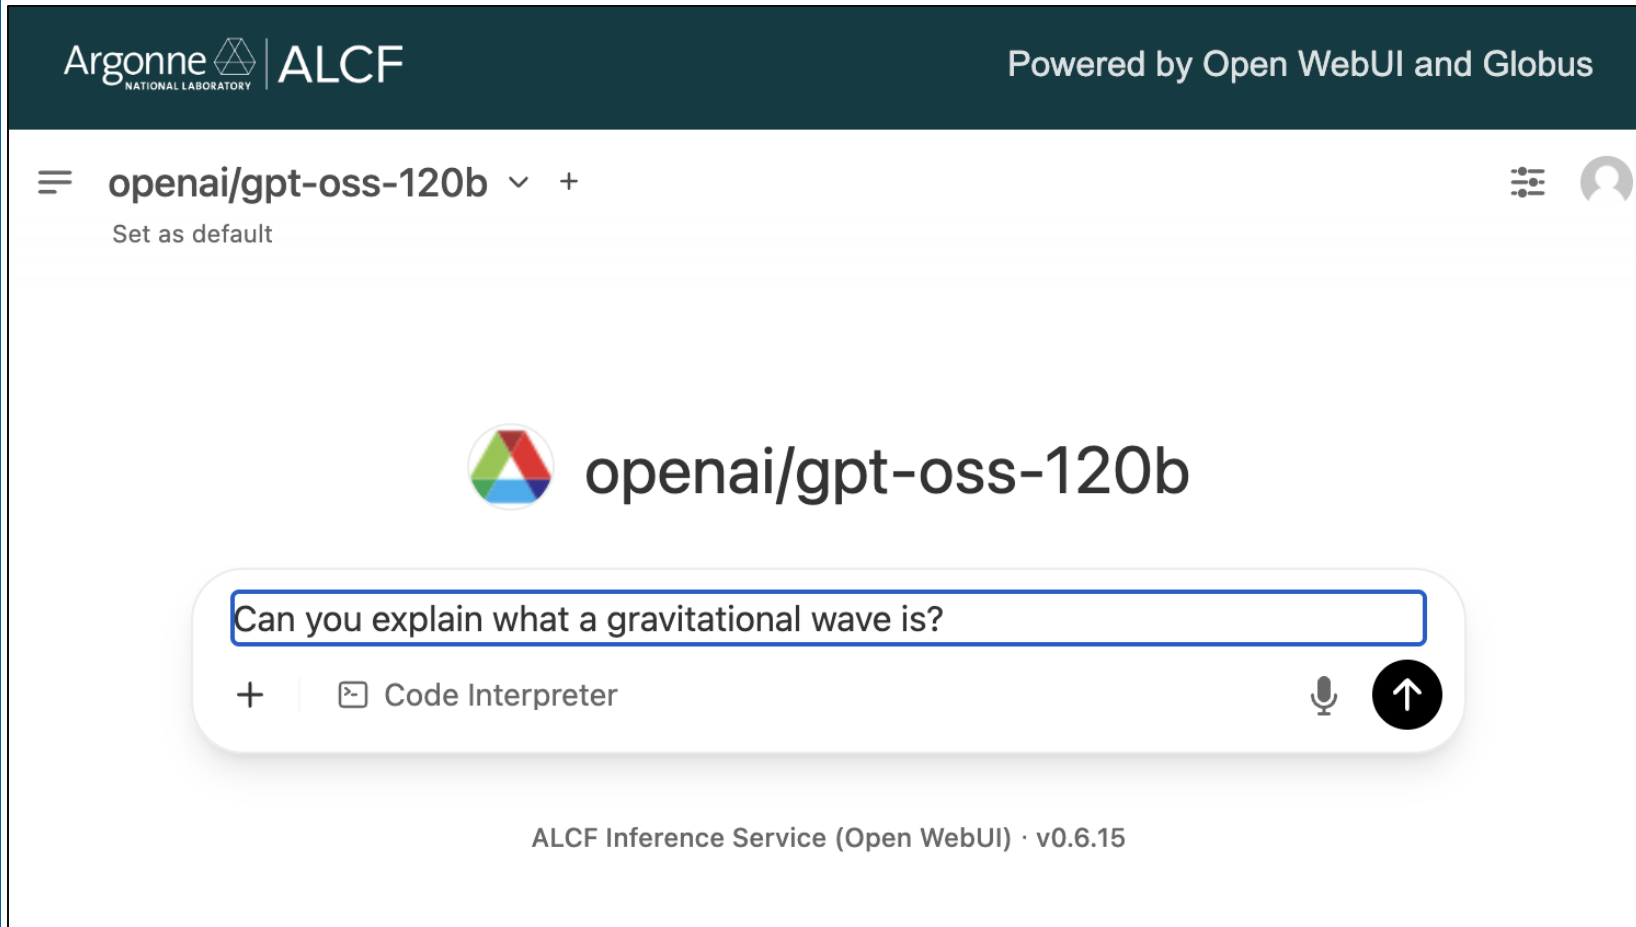 Argonne
NATIONAL LABORATORY
ALCF
Powered by Open WebUI and Globus
openai/gpt-oss-120b
Set as default
openai/gpt-oss-120b
Can you explain what a gravitational wave is?
Code Interpreter
ALCF Inference Service (Open WebUI) · v0.6.15